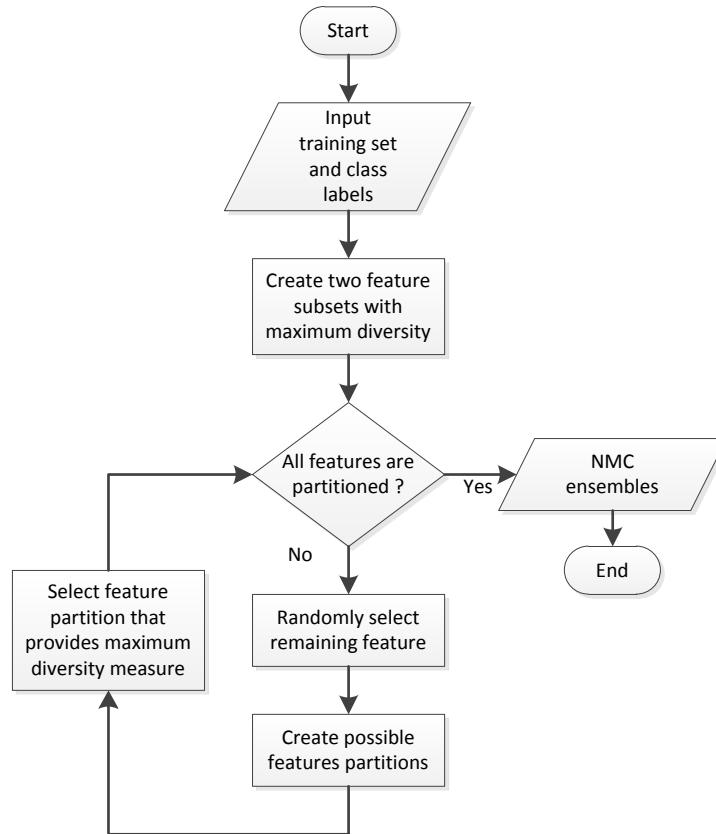 Start
Input
training set
and class
labels
Create two feature
subsets with
maximum diversity
All features are
partitioned ?
Yes
NMC
ensembles
End
No
Randomly select
remaining feature
Create possible
features partitions
Select feature
partition that
provides maximum
diversity measure